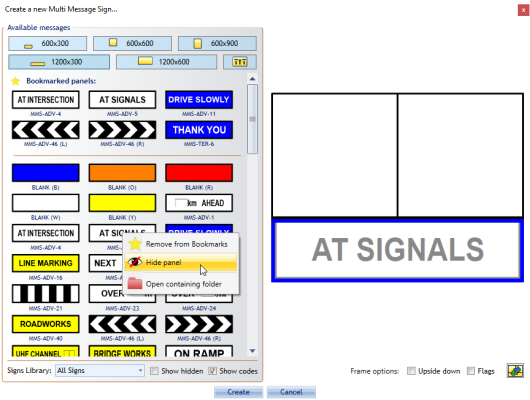 Create a new Multi Message Sign...
x
Available messages
600x300 600x600 600x900
1200x300 1200x600
Bookmarked panels:
AT INTERSECTION AT SIGNALS DRIVE SLOWLY
MMS-ADV-4 MMS-ADV-5 MMS-ADV-11
THANK YOU
MMS-ADV-46 (L) MMS-ADV-46 (R) MMS-TER-6
BLANK (B) BLANK (O) BLANK (R)
km AHEAD
BLANK (W) BLANK (Y) MMS-ADV-1
AT INTERSECTION AT SIGNALS DRIVE SLOWLY
MMS-ADV-4 MMS-
Remove from Bookmarks
LINE MARKING NEXT
Hide panel
MMS-ADV-16 MMS-
Open containing folder
OVER
MMS-ADV-21 MMS-ADV-23 MMS-ADV-24
ROADWORKS
MMS-ADV-40 MMS-ADV-46 (L) MMS-ADV-46 (R)
UHF CHANNEL BRIDGE WORKS ON RAMP
Signs Library: All Signs Show hidden Show codes
AT SIGNALS
Frame options: Upside down Flags
Create Cancel